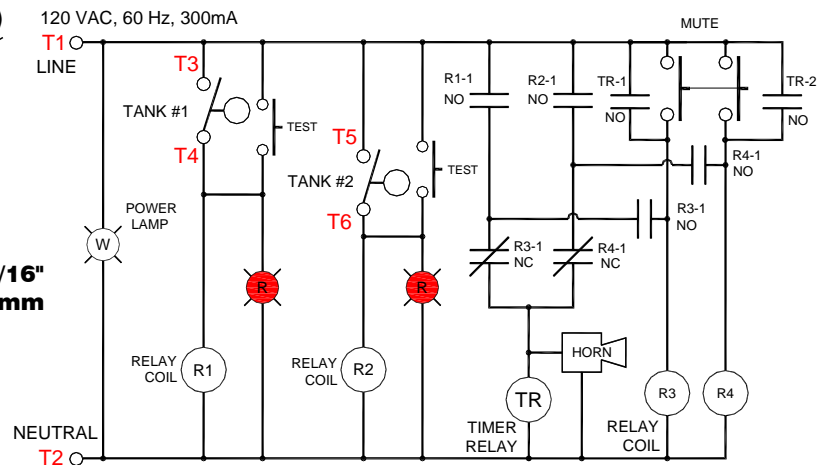 120 VAC, 60 Hz, 300mA
T1
LINE
MUTE
T3
TANK #1
T4
TEST
T5
TANK #2
T6
TEST
R1-1
NO
R2-1
NO
TR-1
NO
TR-2
NO
R4-1
NO
R3-1
NO
R3-1
NC
R4-1
NC
POWER
LAMP
W
/16"
mm
R
R
RELAY
COIL
R1
RELAY
COIL
R2
HORN
TR
TIMER
RELAY
R3
RELAY
COIL
R4
NEUTRAL
T2